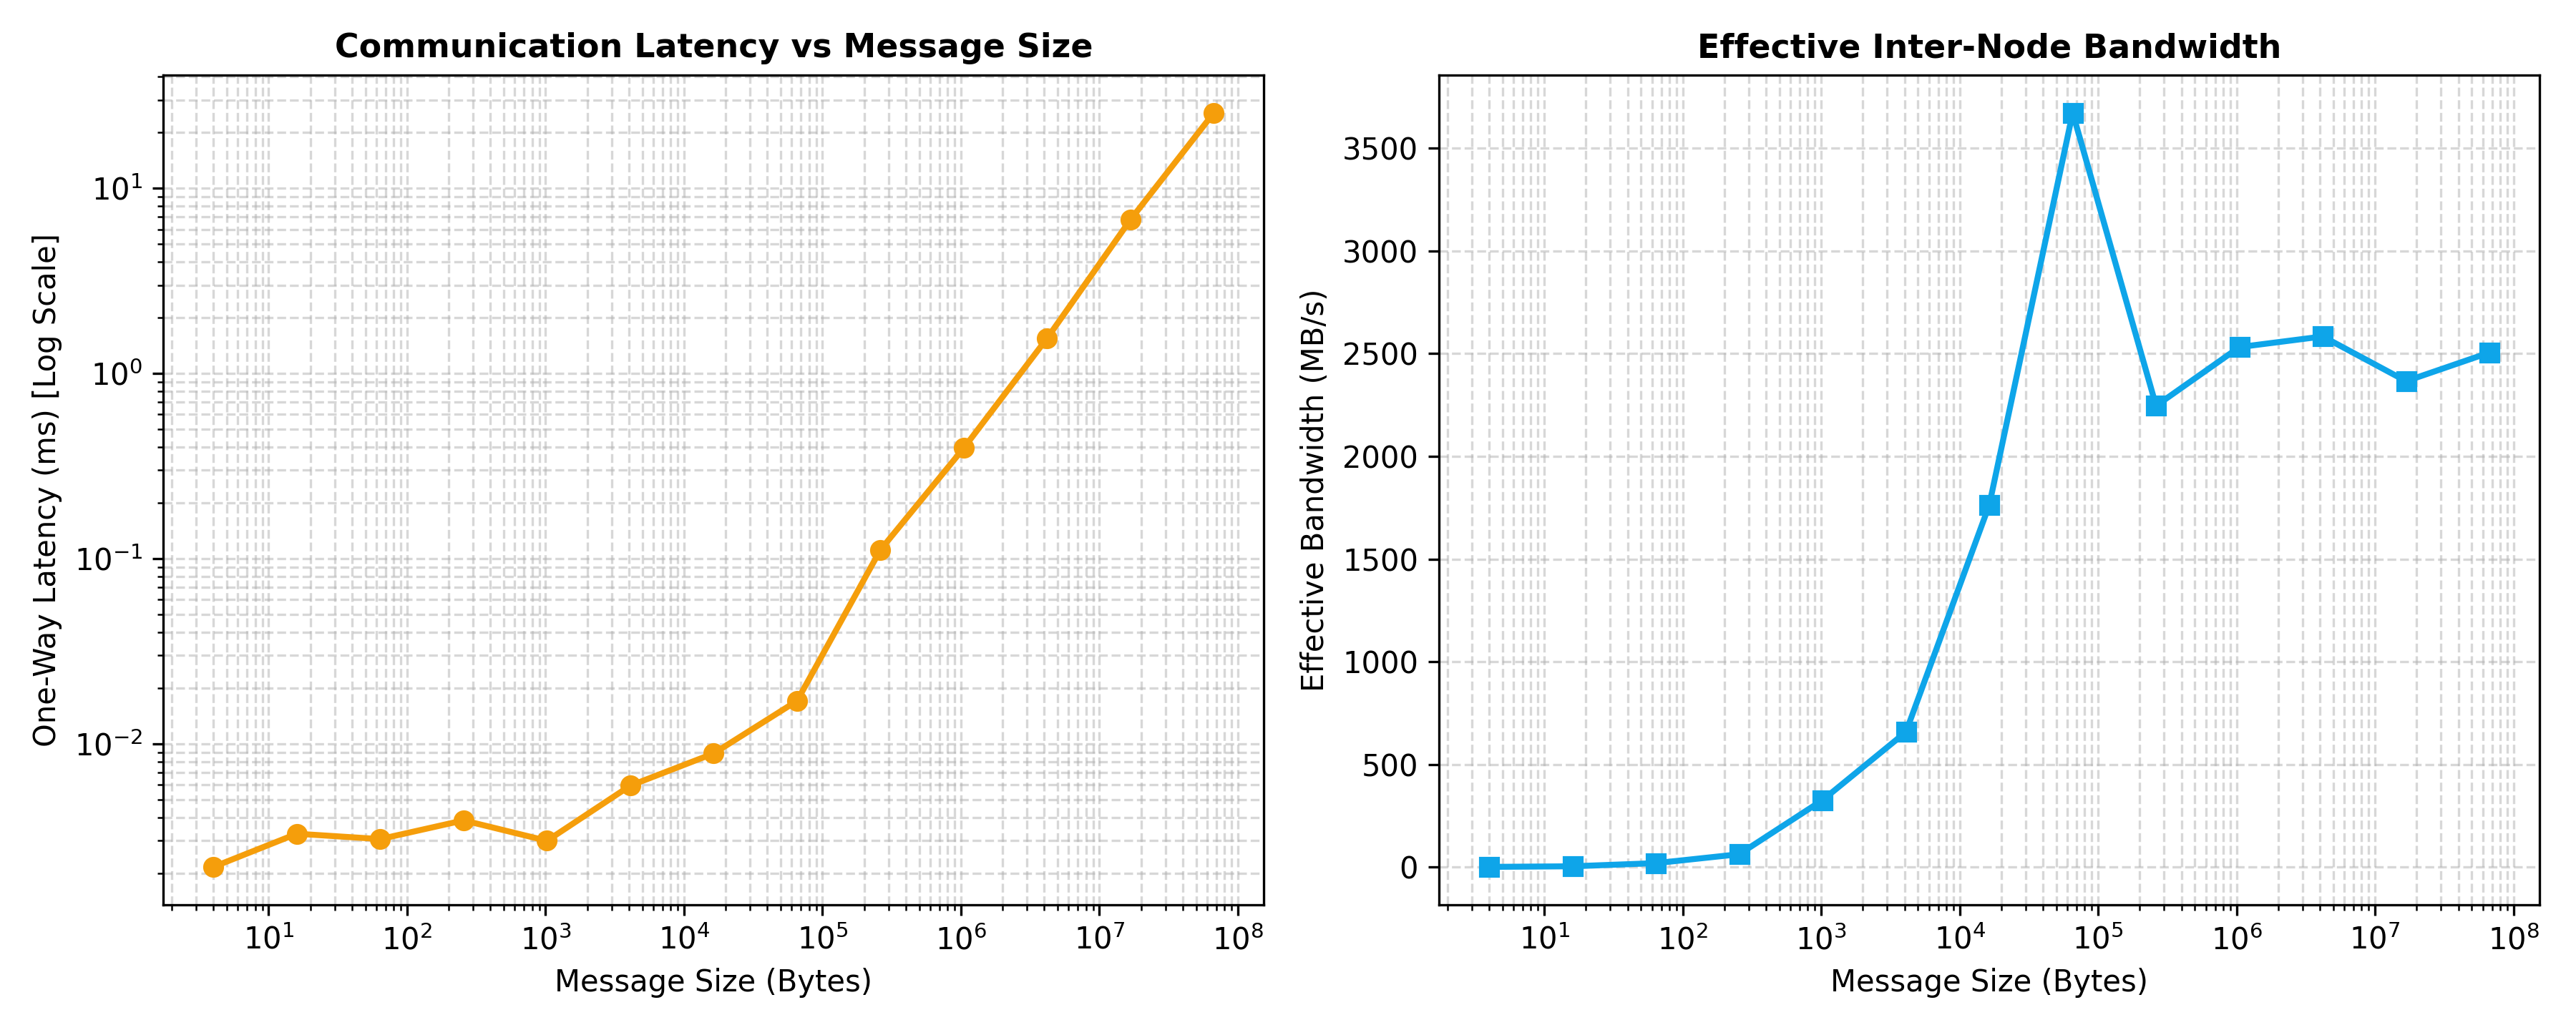 Communication Latency vs Message Size
One-Way Latency (ms) [Log Scale]
10¹
10⁰
10⁻¹
10⁻²
10¹ 10² 10³ 10⁴ 10⁵ 10⁶ 10⁷ 10⁸
Message Size (Bytes)
Effective Inter-Node Bandwidth
Effective Bandwidth (MB/s)
3500
3000
2500
2000
1500
1000
500
0
10¹ 10² 10³ 10⁴ 10⁵ 10⁶ 10⁷ 10⁸
Message Size (Bytes)